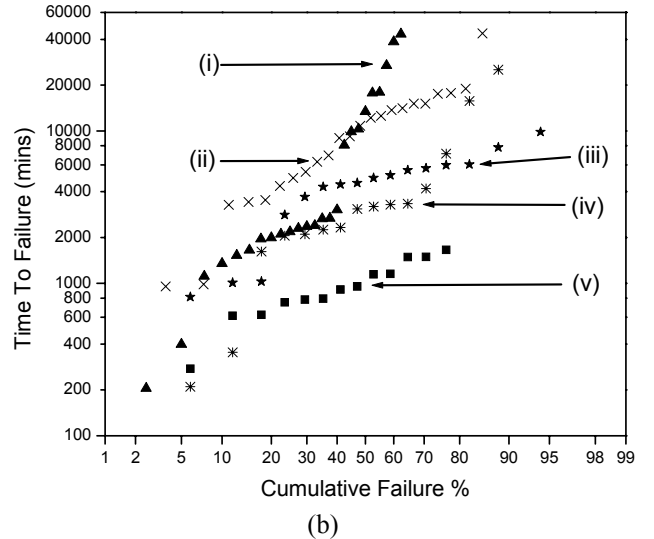 60000
40000
20000
10000
8000
6000
4000
2000
1000
800
600
400
200
100
Time To Failure (mins)
(i)
(ii)
(iii)
(iv)
(v)
1 2 5 10 20 30 40 50 60 70 80 90 95 98 99
Cumulative Failure %
(b)